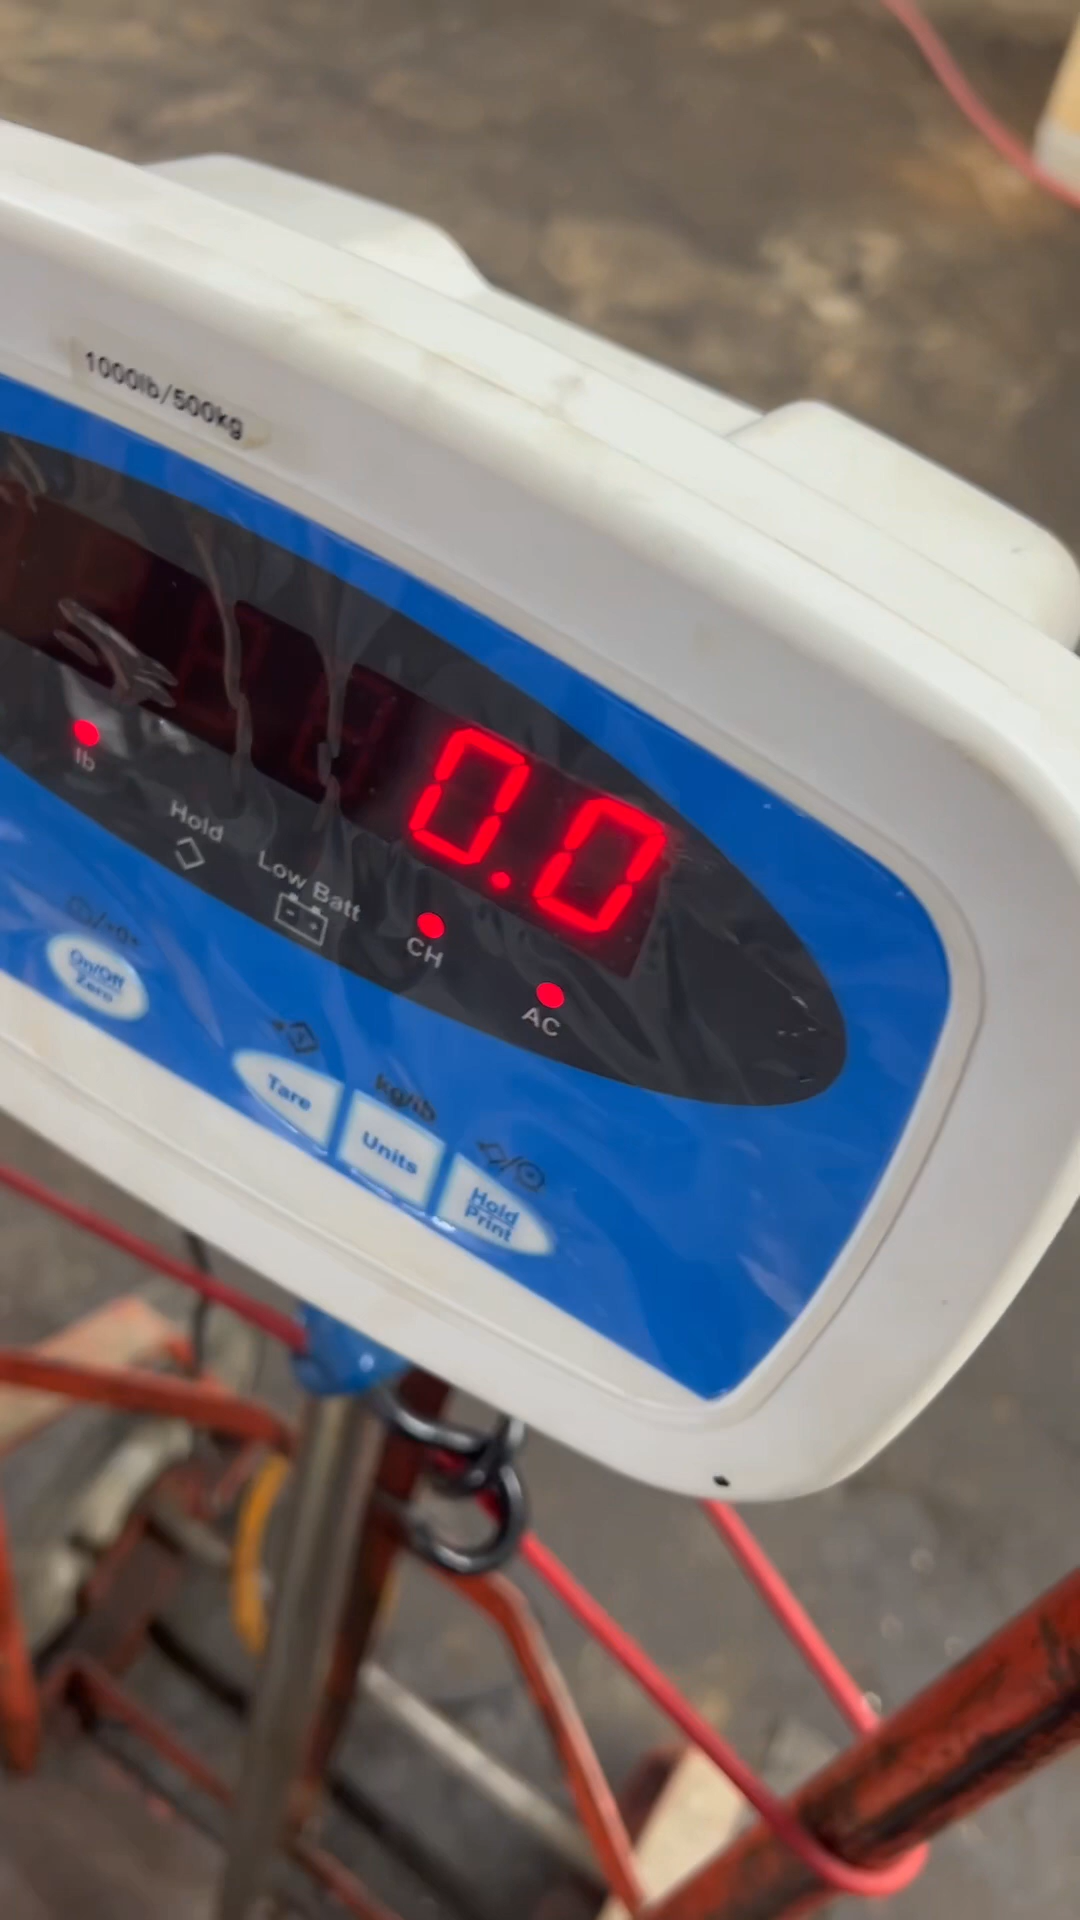 1000lb/500kg
0.0
lb
Hold
Low Batt
CH
AC
On/Off
Zero
Tare
kg/lb
Units
Hold
Print